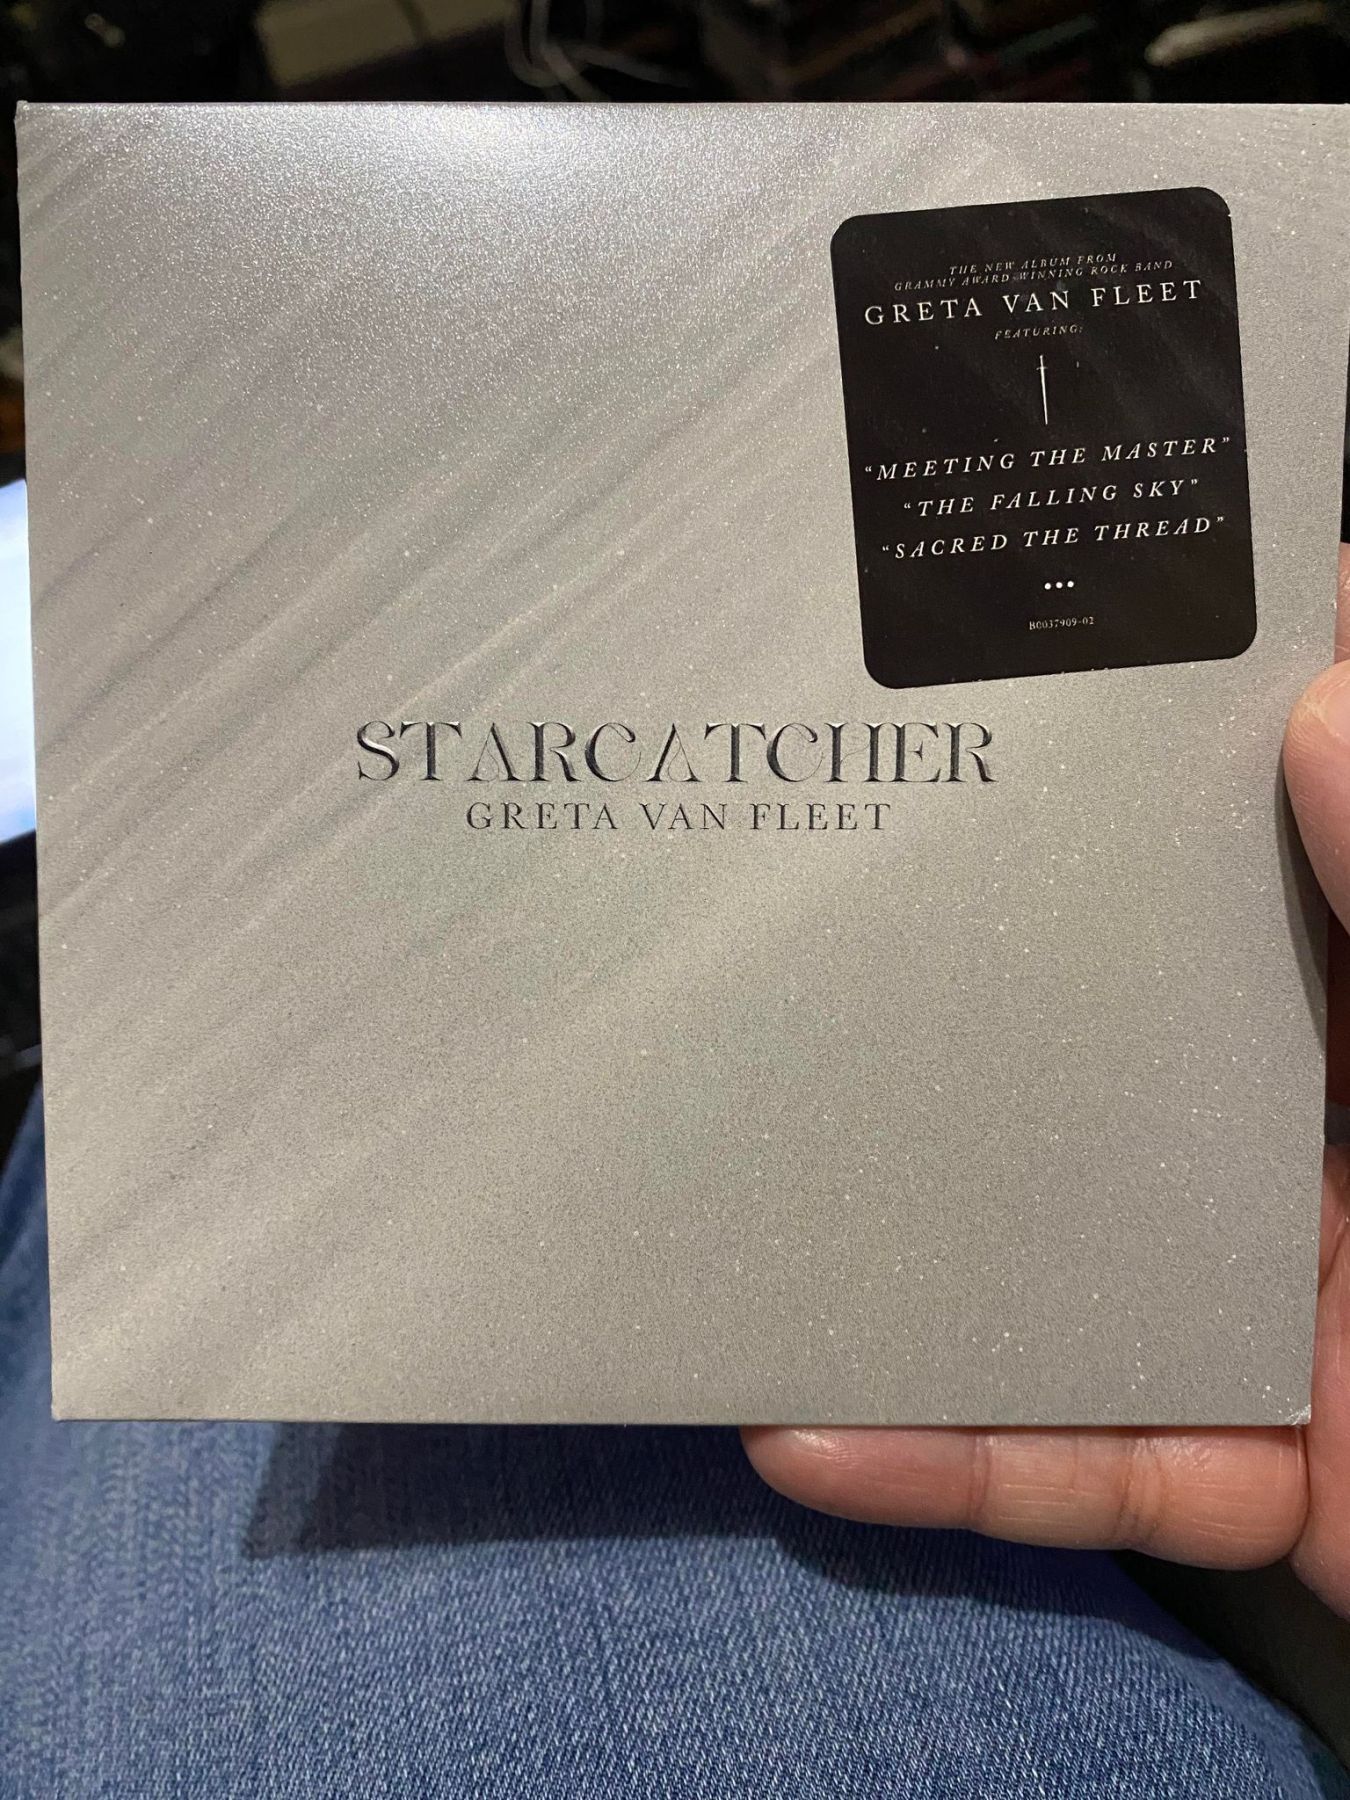 THE NEW ALBUM FROM
GRAMMY AWARD-WINNING ROCK BAND
GRETA VAN FLEET
FEATURING:
“MEETING THE MASTER”
“THE FALLING SKY”
“SACRED THE THREAD”
...
B0037909-02
STARCATCHER
GRETA VAN FLEET